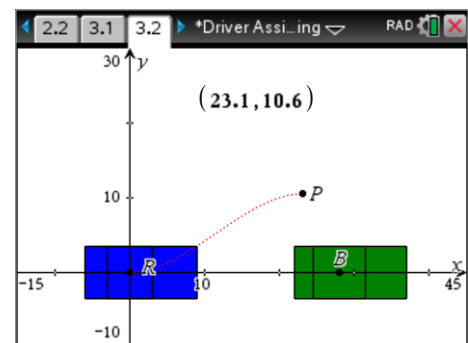 2.2 3.1 3.2 *Driver Assi…ing RAD
30 y
(23.1,10.6)
10 P
R B x
-15 10 45
-10